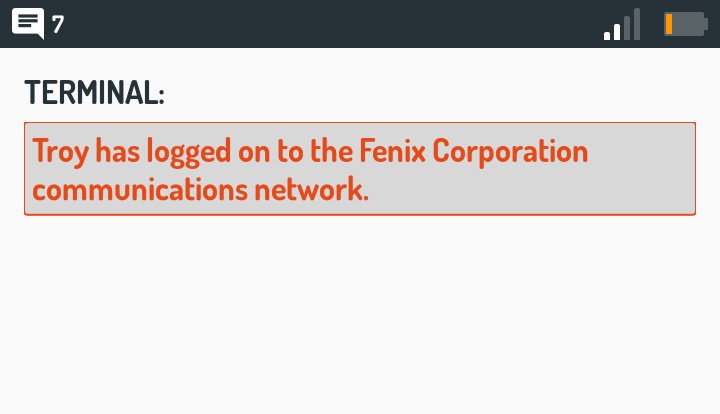 7
TERMINAL:
Troy has logged on to the Fenix Corporation
communications network.